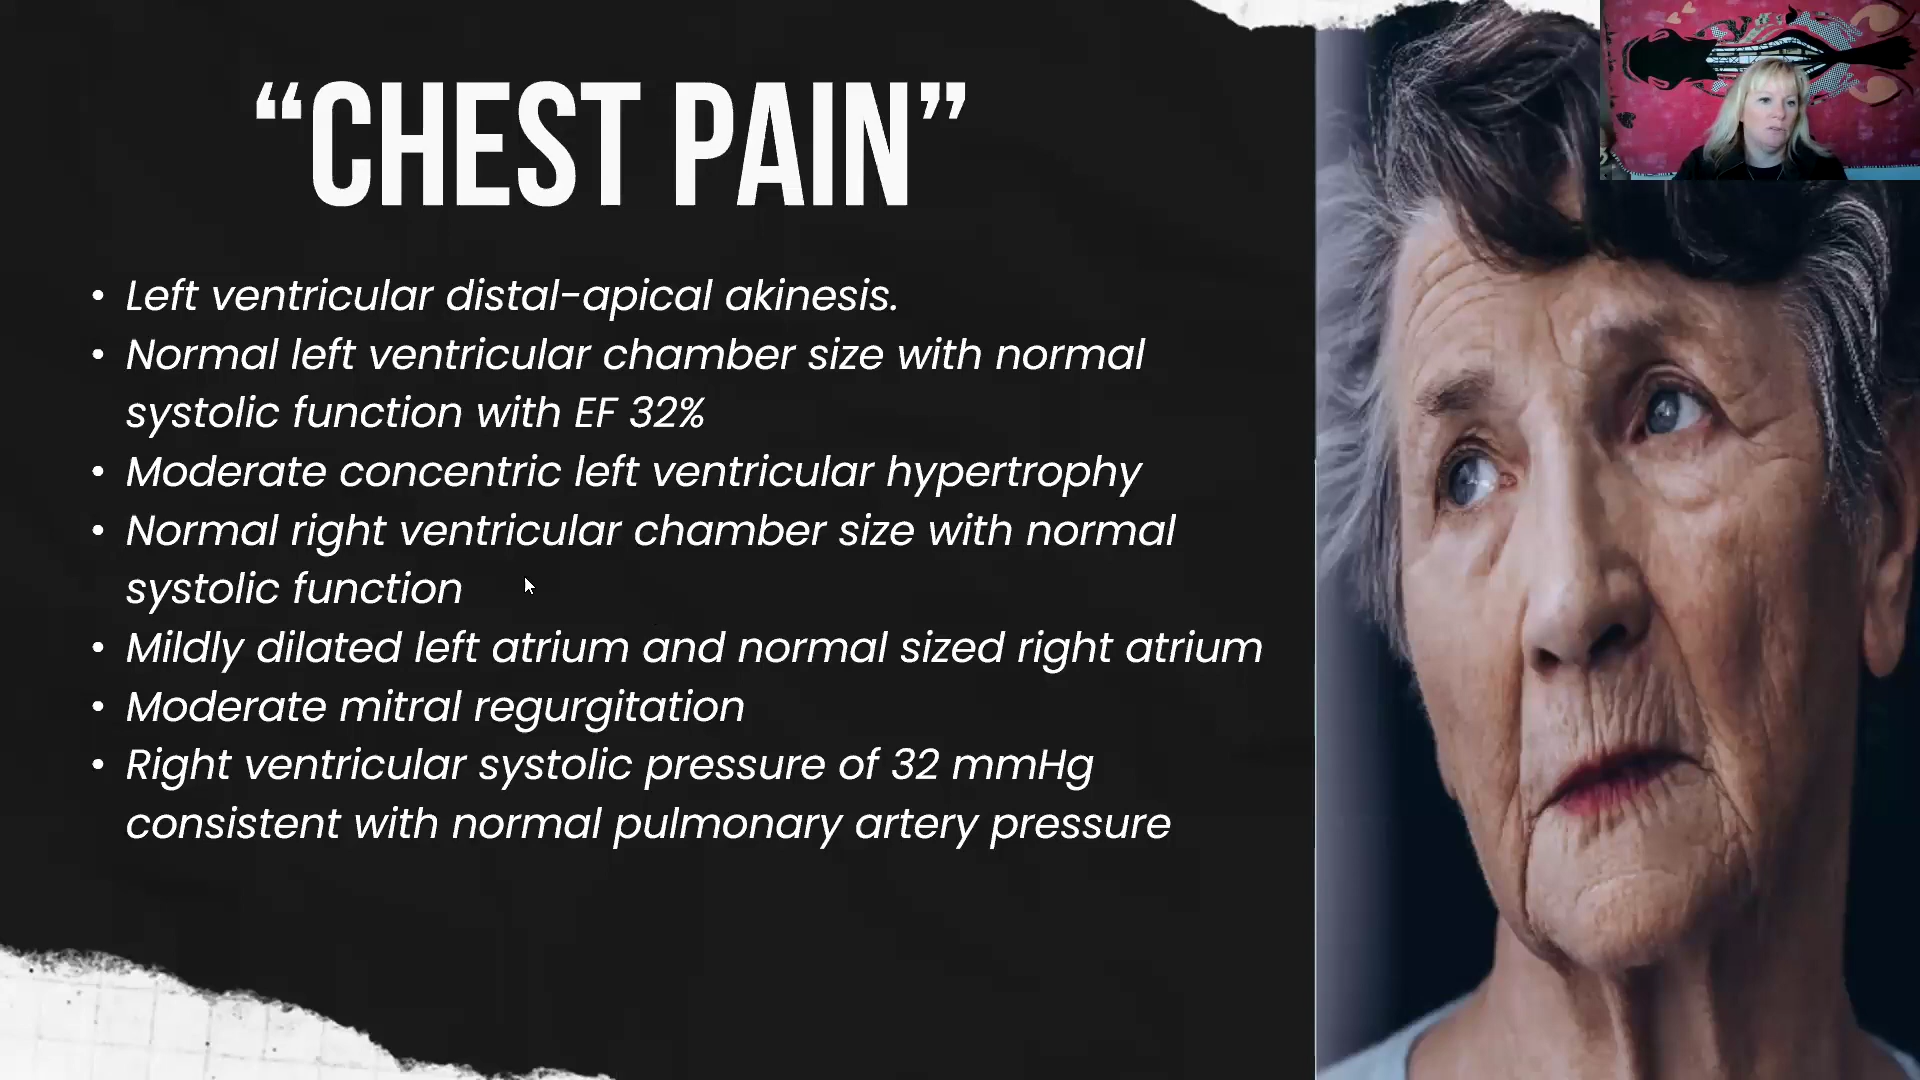 “CHEST PAIN”
• Left ventricular distal-apical akinesis.
• Normal left ventricular chamber size with normal
systolic function with EF 32%
• Moderate concentric left ventricular hypertrophy
• Normal right ventricular chamber size with normal
systolic function
• Mildly dilated left atrium and normal sized right atrium
• Moderate mitral regurgitation
• Right ventricular systolic pressure of 32 mmHg
consistent with normal pulmonary artery pressure